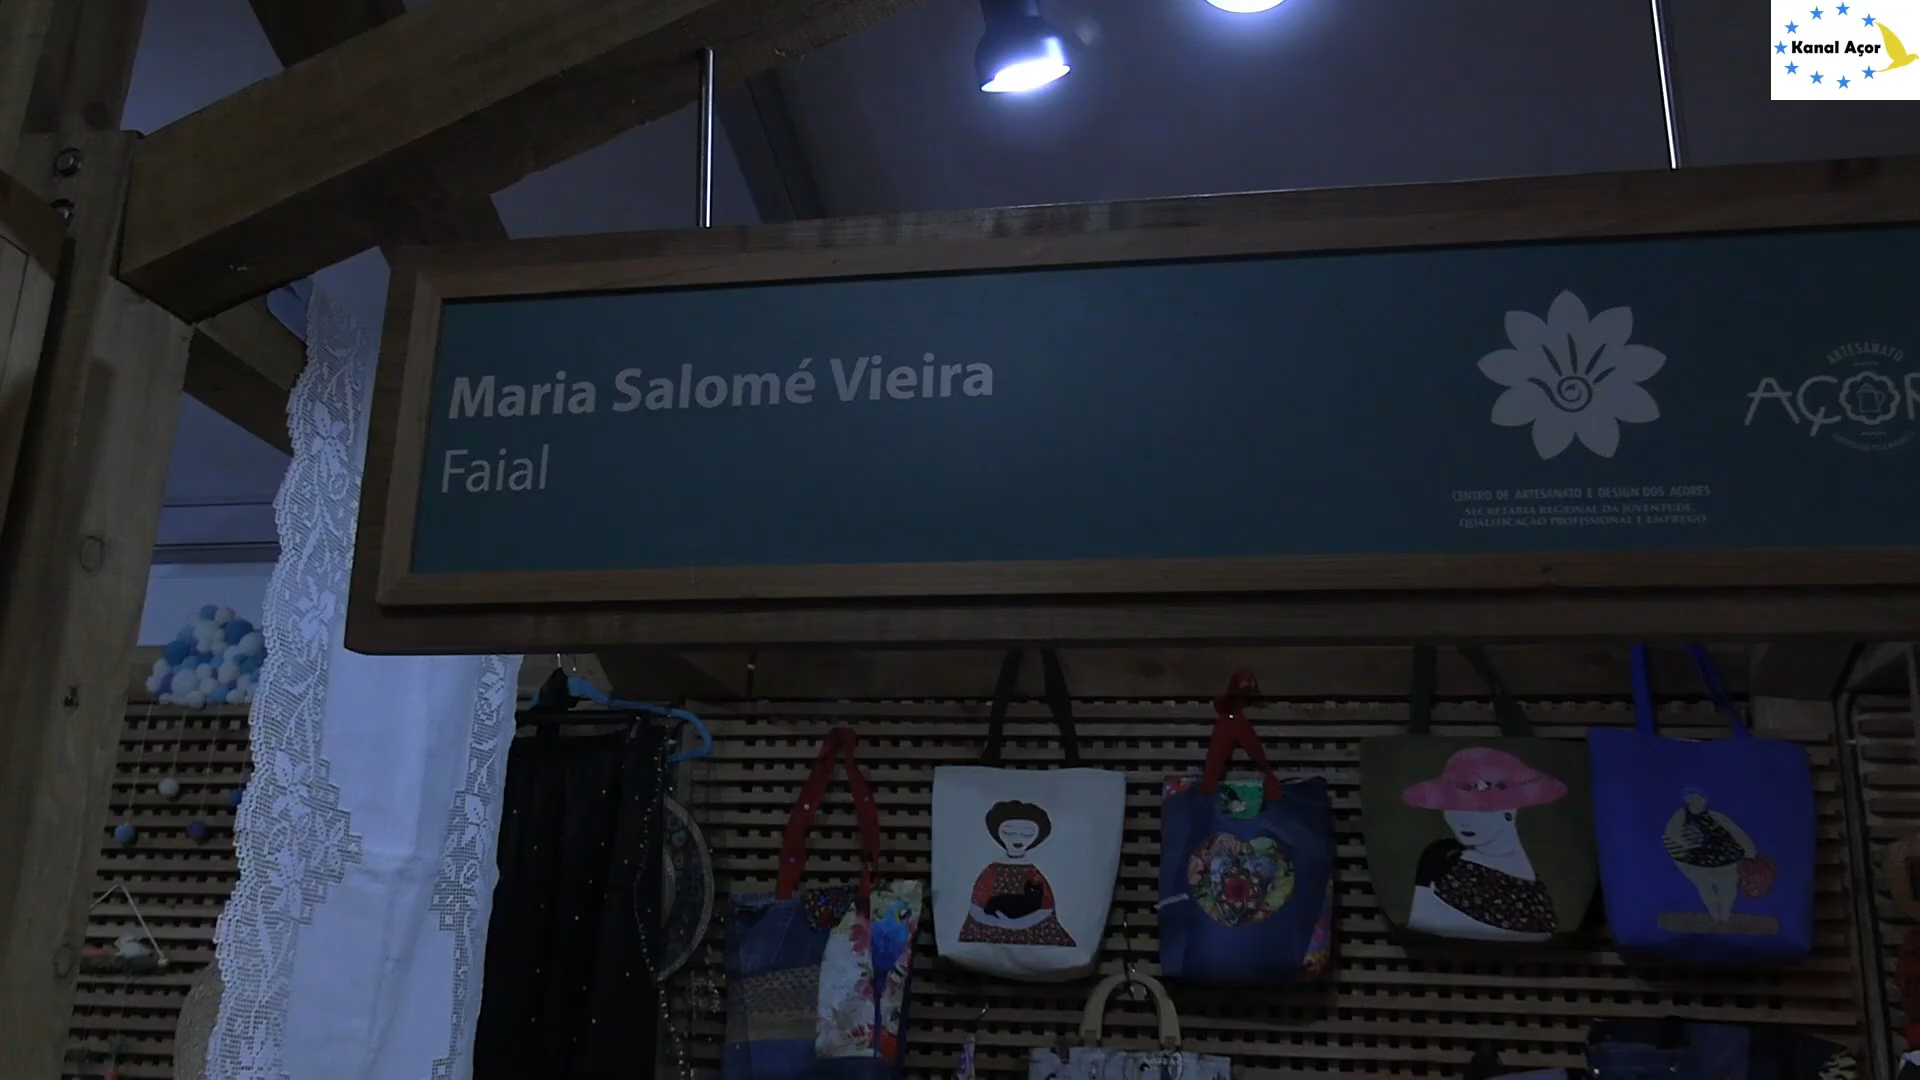 Kanal Açor
Maria Salomé Vieira
Faial
CENTRO DE ARTESANATO E DESIGN DOS AÇORES
SECRETARIA REGIONAL DA JUVENTUDE,
QUALIFICAÇÃO PROFISSIONAL E EMPREGO
ARTESANATO
AÇOR